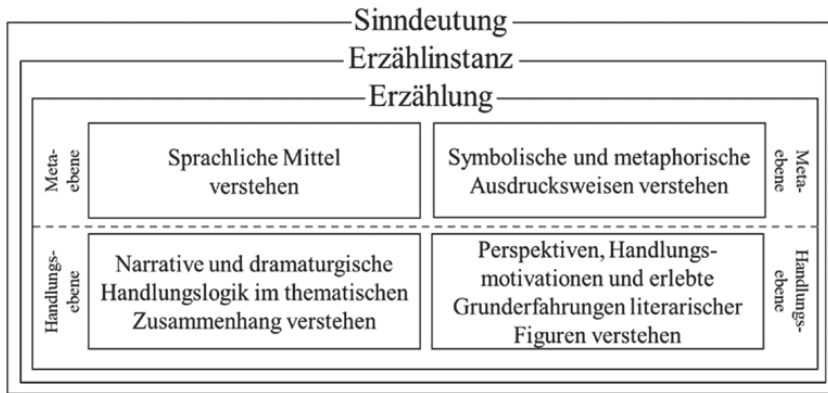 Sinndeutung
Erzählinstanz
Erzählung
Meta-
ebene
Sprachliche Mittel
verstehen
Symbolische und metaphorische
Ausdrucksweisen verstehen
Meta-
ebene
Handlungs-
ebene
Narrative und dramaturgische
Handlungslogik im thematischen
Zusammenhang verstehen
Perspektiven, Handlungs-
motivationen und erlebte
Grunderfahrungen literarischer
Figuren verstehen
Handlungs-
ebene